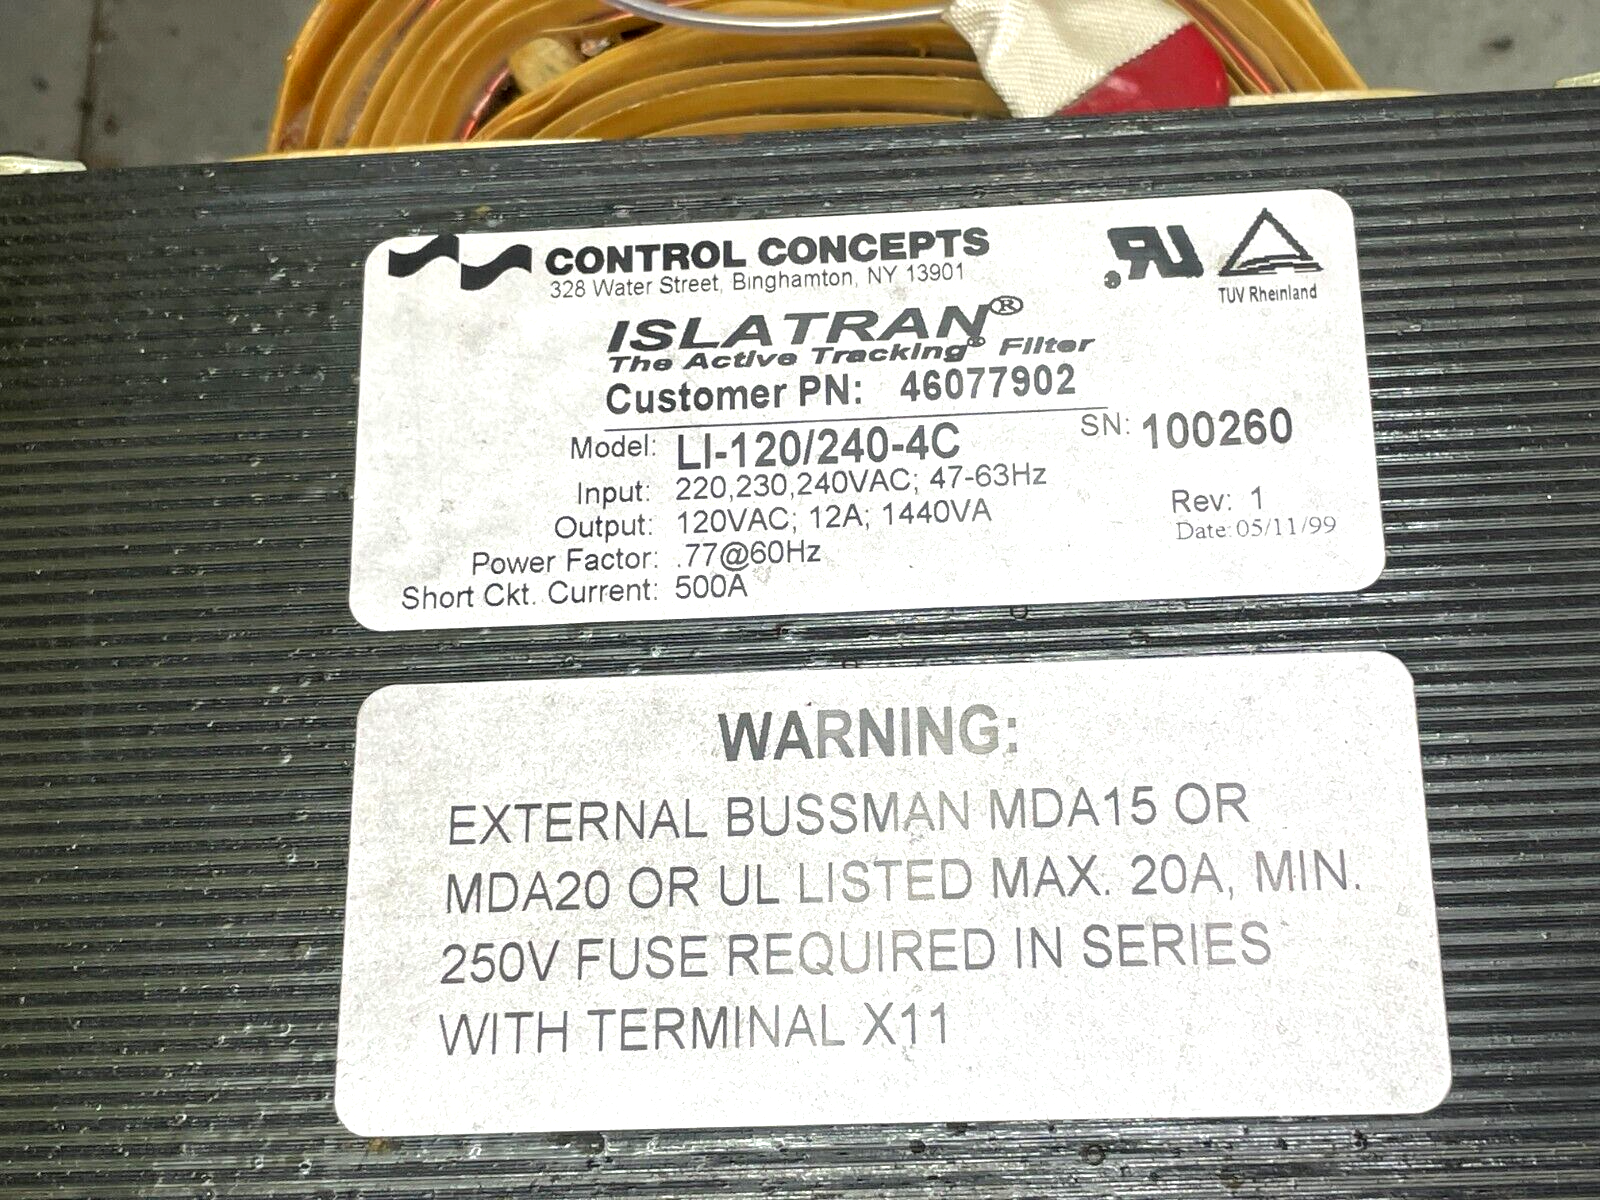 CONTROL CONCEPTS
328 Water Street, Binghamton, NY 13901
RU®
TUV Rheinland
ISLATRAN®
The Active Tracking® Filter
Customer PN: 46077902
Model: LI-120/240-4C
SN: 100260
Input: 220,230,240VAC; 47-63Hz
Output: 120VAC; 12A; 1440VA
Rev: 1
Power Factor: .77@60Hz
Date: 05/11/99
Short Ckt. Current: 500A
WARNING:
EXTERNAL BUSSMAN MDA15 OR
MDA20 OR UL LISTED MAX. 20A, MIN.
250V FUSE REQUIRED IN SERIES
WITH TERMINAL X11